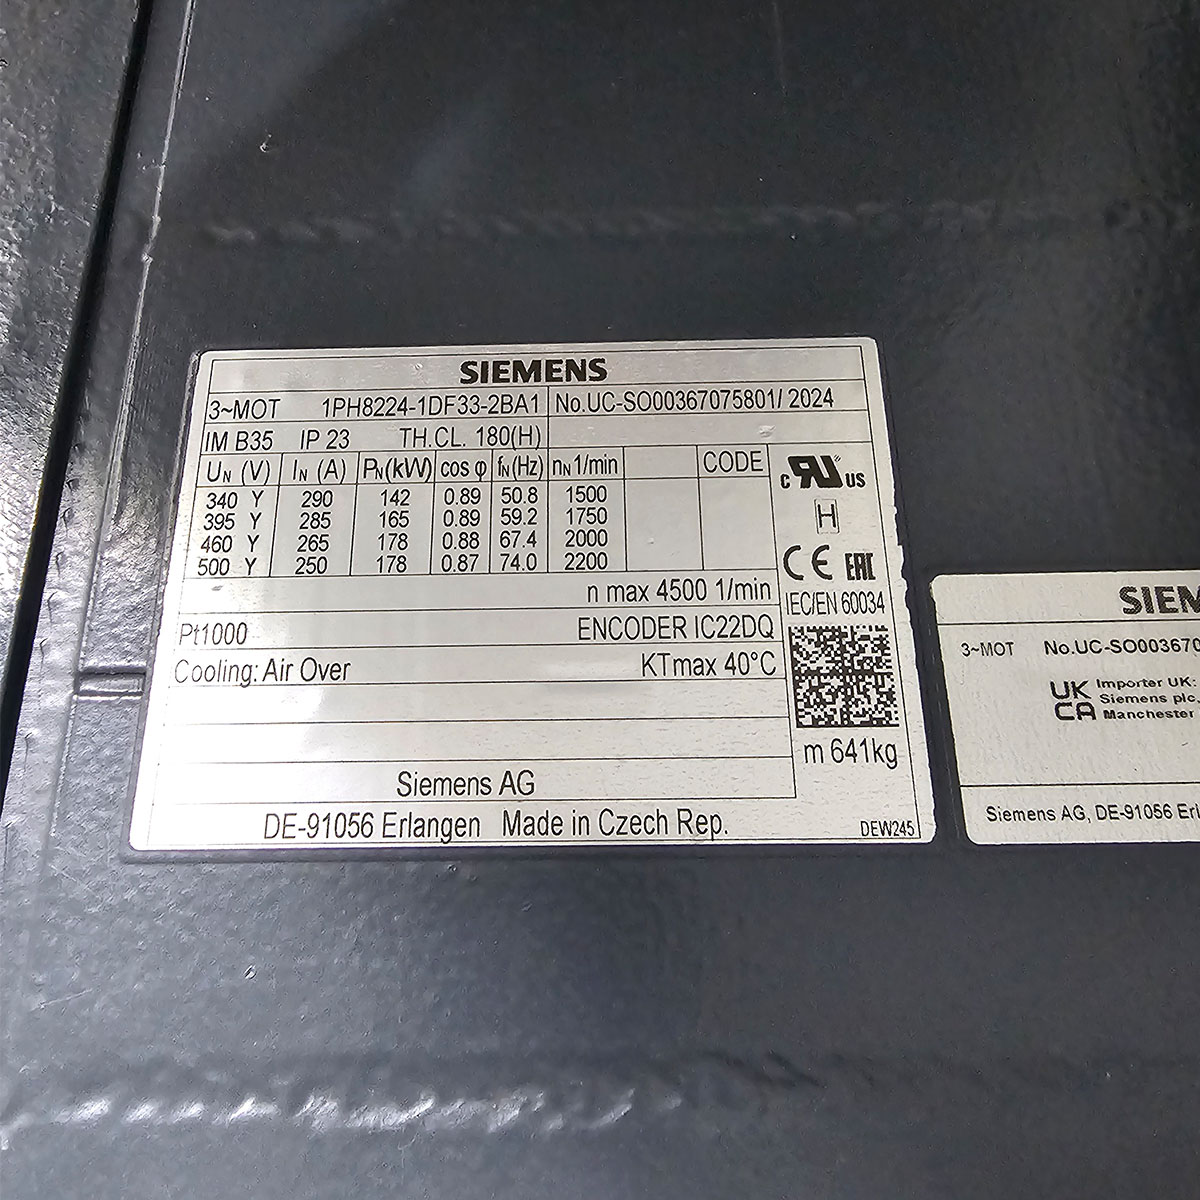 SIEMENS
3~MOT 1PH8224-1DF33-2BA1 No.UC-SO00367075801/ 2024
IM B35 IP 23 TH.CL. 180(H)
UN (V) IN (A) PN(kW) cos φ fN(Hz) nN 1/min CODE
340 Y 290 142 0.89 50.8 1500
395 Y 285 165 0.89 59.2 1750
460 Y 265 178 0.88 67.4 2000
500 Y 250 178 0.87 74.0 2200
c RU US
H
CE EAC
n max 4500 1/min
IEC/EN 60034
Pt1000 ENCODER IC22DQ
Cooling: Air Over KTmax 40°C
m 641kg
Siemens AG
DE-91056 Erlangen Made in Czech Rep.
DEW245
SIEM
3~MOT No.UC-SO003670
UK CA
Importer UK:
Siemens plc,
Manchester
Siemens AG, DE-91056 Erl